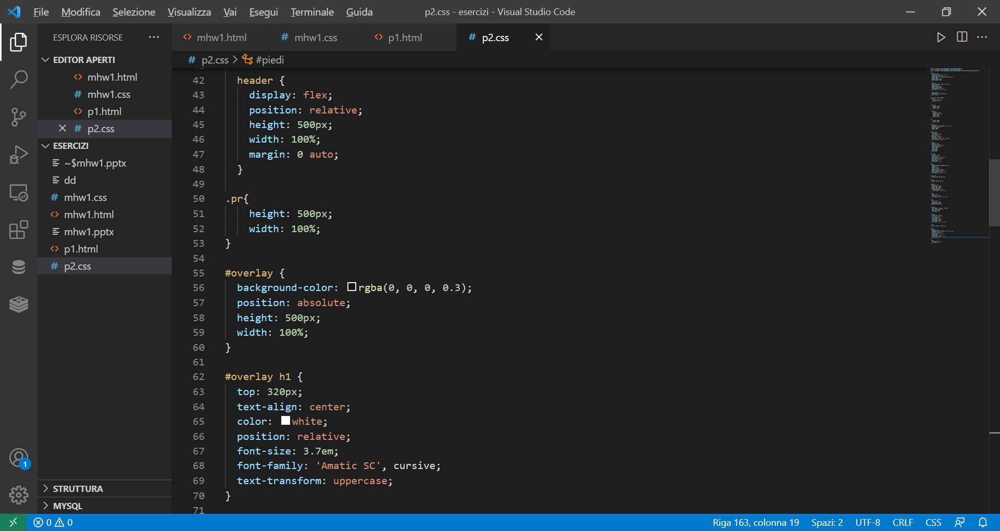 File Modifica Selezione Visualizza Vai Esegui Terminale Guida p2.css - esercizi - Visual Studio Code
ESPLORA RISORSE
mhw1.html mhw1.css p1.html p2.css
EDITOR APERTI
mhw1.html
mhw1.css
p1.html
p2.css
ESERCIZI
~$mhw1.pptx
dd
mhw1.css
mhw1.html
mhw1.pptx
p1.html
p2.css
STRUTTURA
MYSQL
1
# p2.css > #piedi
42 header {
43 display: flex;
44 position: relative;
45 height: 500px;
46 width: 100%;
47 margin: 0 auto;
48 }
49
50 .pr{
51 height: 500px;
52 width: 100%;
53 }
54
55 #overlay {
56 background-color: rgba(0, 0, 0, 0.3);
57 position: absolute;
58 height: 500px;
59 width: 100%;
60 }
61
62 #overlay h1 {
63 top: 320px;
64 text-align: center;
65 color: white;
66 position: relative;
67 font-size: 3.7em;
68 font-family: 'Amatic SC', cursive;
69 text-transform: uppercase;
70 }
71
0 0 Riga 163, colonna 19 Spazi: 2 UTF-8 CRLF CSS